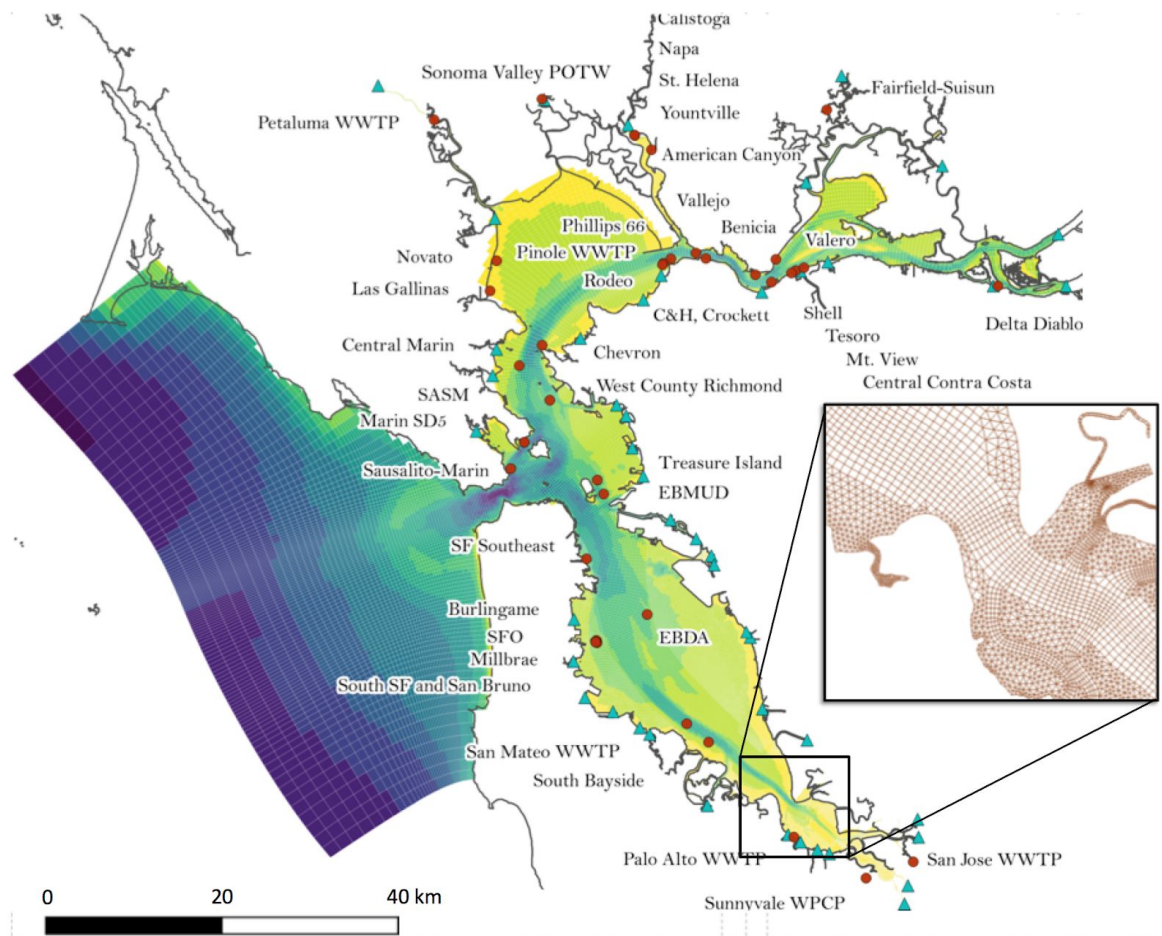 Calistoga
Napa
Sonoma Valley POTW
St. Helena
Fairfield-Suisun
Petaluma WWTP
Yountville
American Canyon
Vallejo
Phillips 66
Benicia
Valero
Novato
Pinole WWTP
Las Gallinas
Rodeo
C&H, Crockett
Shell
Delta Diablo
Central Marin
Chevron
Tesoro
Mt. View
SASM
West County Richmond
Central Contra Costa
Marin SD5
Sausalito-Marin
Treasure Island
EBMUD
SF Southeast
Burlingame
SFO
EBDA
Millbrae
South SF and San Bruno
San Mateo WWTP
South Bayside
Palo Alto WWTP
San Jose WWTP
Sunnyvale WPCP
0 20 40 km